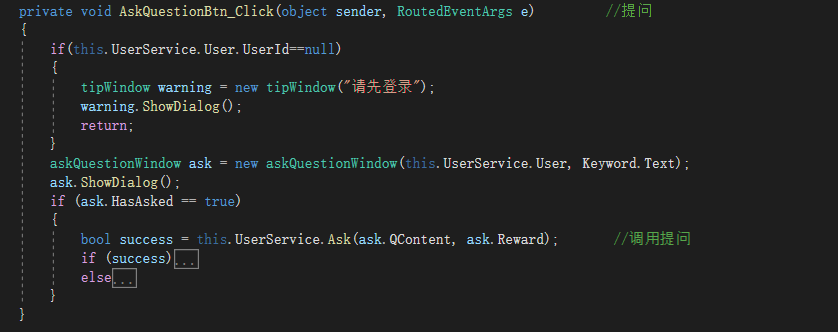 private void AskQuestionBtn_Click(object sender, RoutedEventArgs e) //提问
{
if(this.UserService.User.UserId==null)
{
tipWindow warning = new tipWindow("请先登录");
warning.ShowDialog();
return;
}
askQuestionWindow ask = new askQuestionWindow(this.UserService.User, Keyword.Text);
ask.ShowDialog();
if (ask.HasAsked == true)
{
bool success = this.UserService.Ask(ask.QContent, ask.Reward); //调用提问
if (success)...
else...
}
}